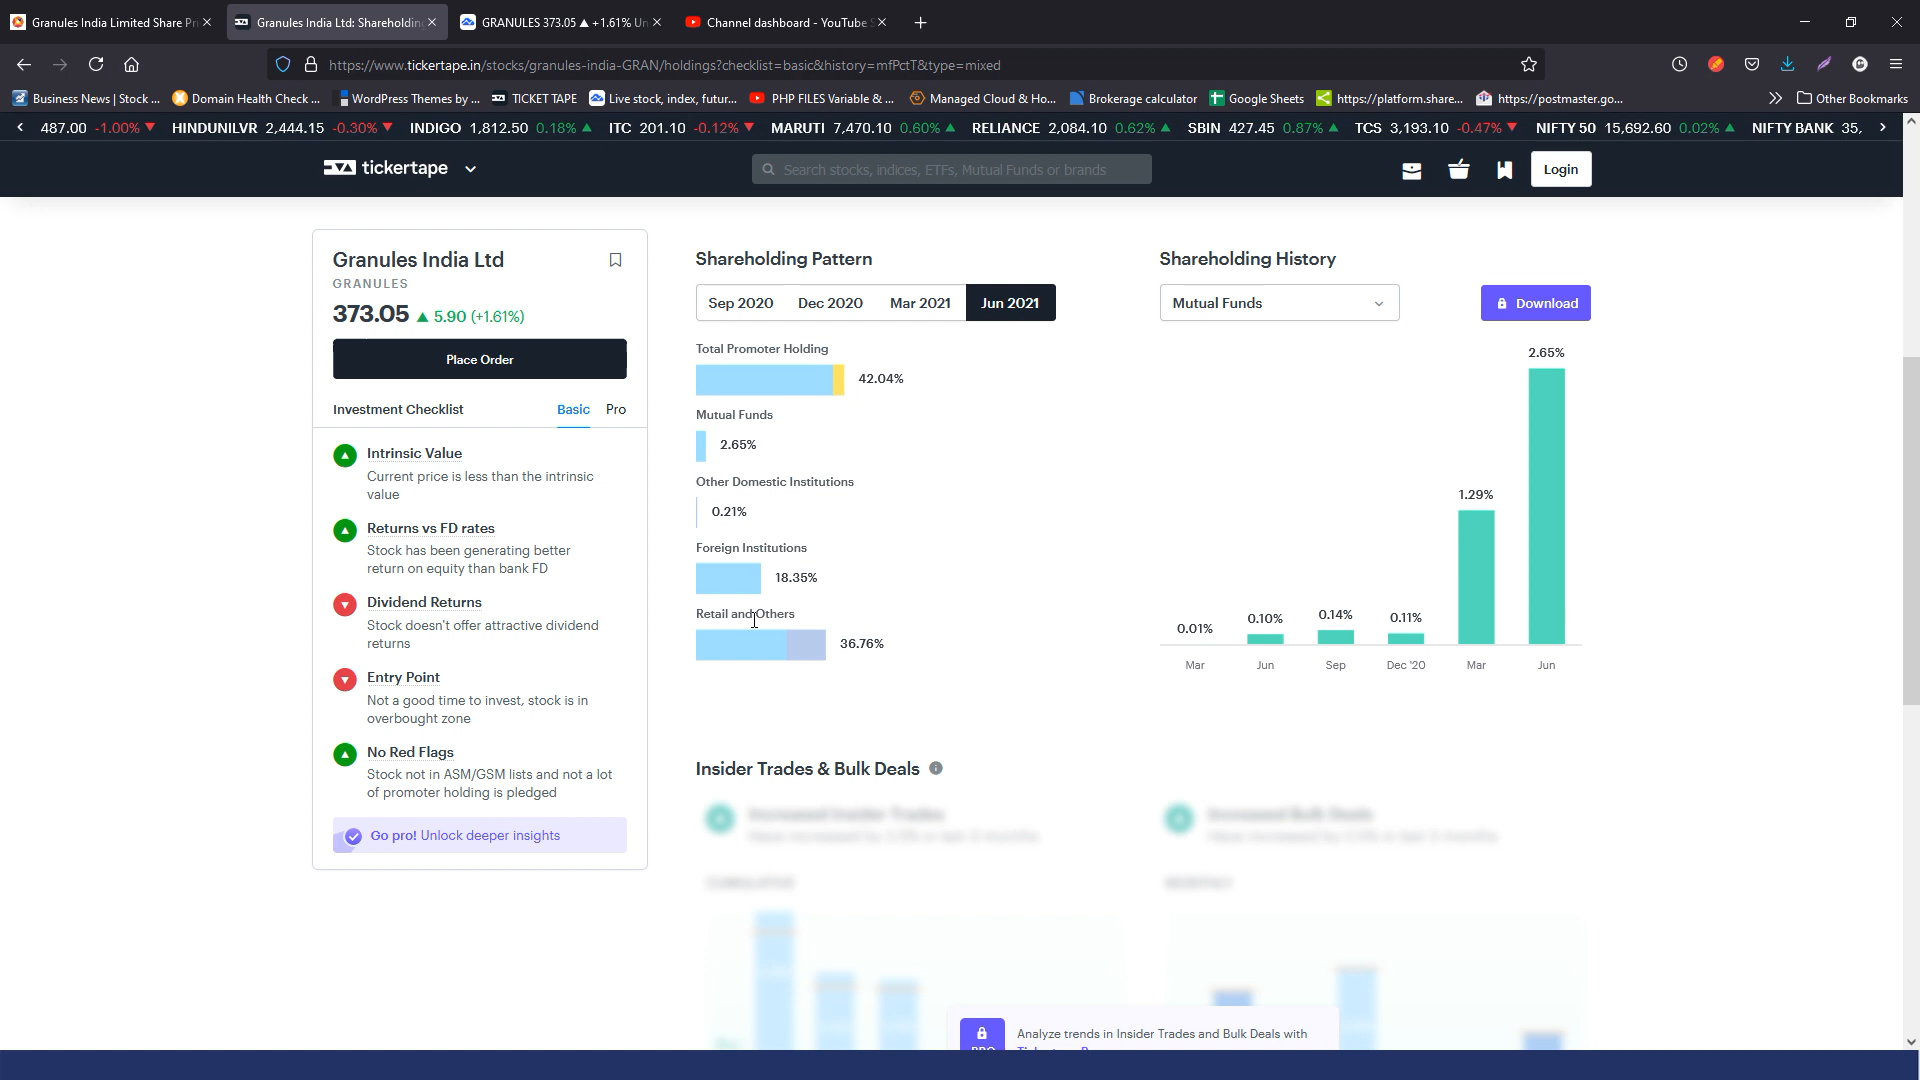 Granules India Limited Share Pri
Granules India Ltd: Shareholding
GRANULES 373.05 ▲ +1.61% Un
Channel dashboard - YouTube S
https://www.tickertape.in/stocks/granules-india-GRAN/holdings?checklist=basic&history=mfPctT&type=mixed
Business News | Stock ... Domain Health Check ... WordPress Themes by ... TICKET TAPE Live stock, index, futur... PHP FILES Variable & ... Managed Cloud & Ho... Brokerage calculator Google Sheets https://platform.share... https://postmaster.go... Other Bookmarks
487.00 -1.00% ▼ HINDUNILVR 2,444.15 -0.30% ▼ INDIGO 1,812.50 0.18% ▲ ITC 201.10 -0.12% ▼ MARUTI 7,470.10 0.60% ▲ RELIANCE 2,084.10 0.62% ▲ SBIN 427.45 0.87% ▲ TCS 3,193.10 -0.47% ▼ NIFTY 50 15,692.60 0.02% ▲ NIFTY BANK 35,
tickertape
Search stocks, indices, ETFs, Mutual Funds or brands
Login
Granules India Ltd
GRANULES
373.05 ▲ 5.90 (+1.61%)
Place Order
Investment Checklist Basic Pro
Intrinsic Value
Current price is less than the intrinsic
value
Returns vs FD rates
Stock has been generating better
return on equity than bank FD
Dividend Returns
Stock doesn't offer attractive dividend
returns
Entry Point
Not a good time to invest, stock is in
overbought zone
No Red Flags
Stock not in ASM/GSM lists and not a lot
of promoter holding is pledged
Go pro! Unlock deeper insights
Shareholding Pattern
Sep 2020 Dec 2020 Mar 2021 Jun 2021
Total Promoter Holding
42.04%
Mutual Funds
2.65%
Other Domestic Institutions
0.21%
Foreign Institutions
18.35%
Retail and Others
36.76%
Shareholding History
Mutual Funds
Download
2.65%
1.29%
0.01% 0.10% 0.14% 0.11%
Mar Jun Sep Dec '20 Mar Jun
Insider Trades & Bulk Deals
Increased Insider Trades
Increased Bulk Deals
CUMULATIVE
MONTHLY
Analyze trends in Insider Trades and Bulk Deals with